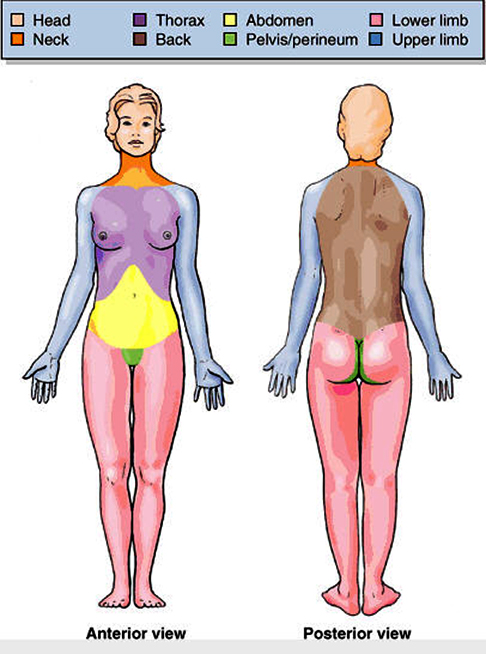 Head Thorax Abdomen Lower limb
Neck Back Pelvis/perineum Upper limb
Anterior view Posterior view